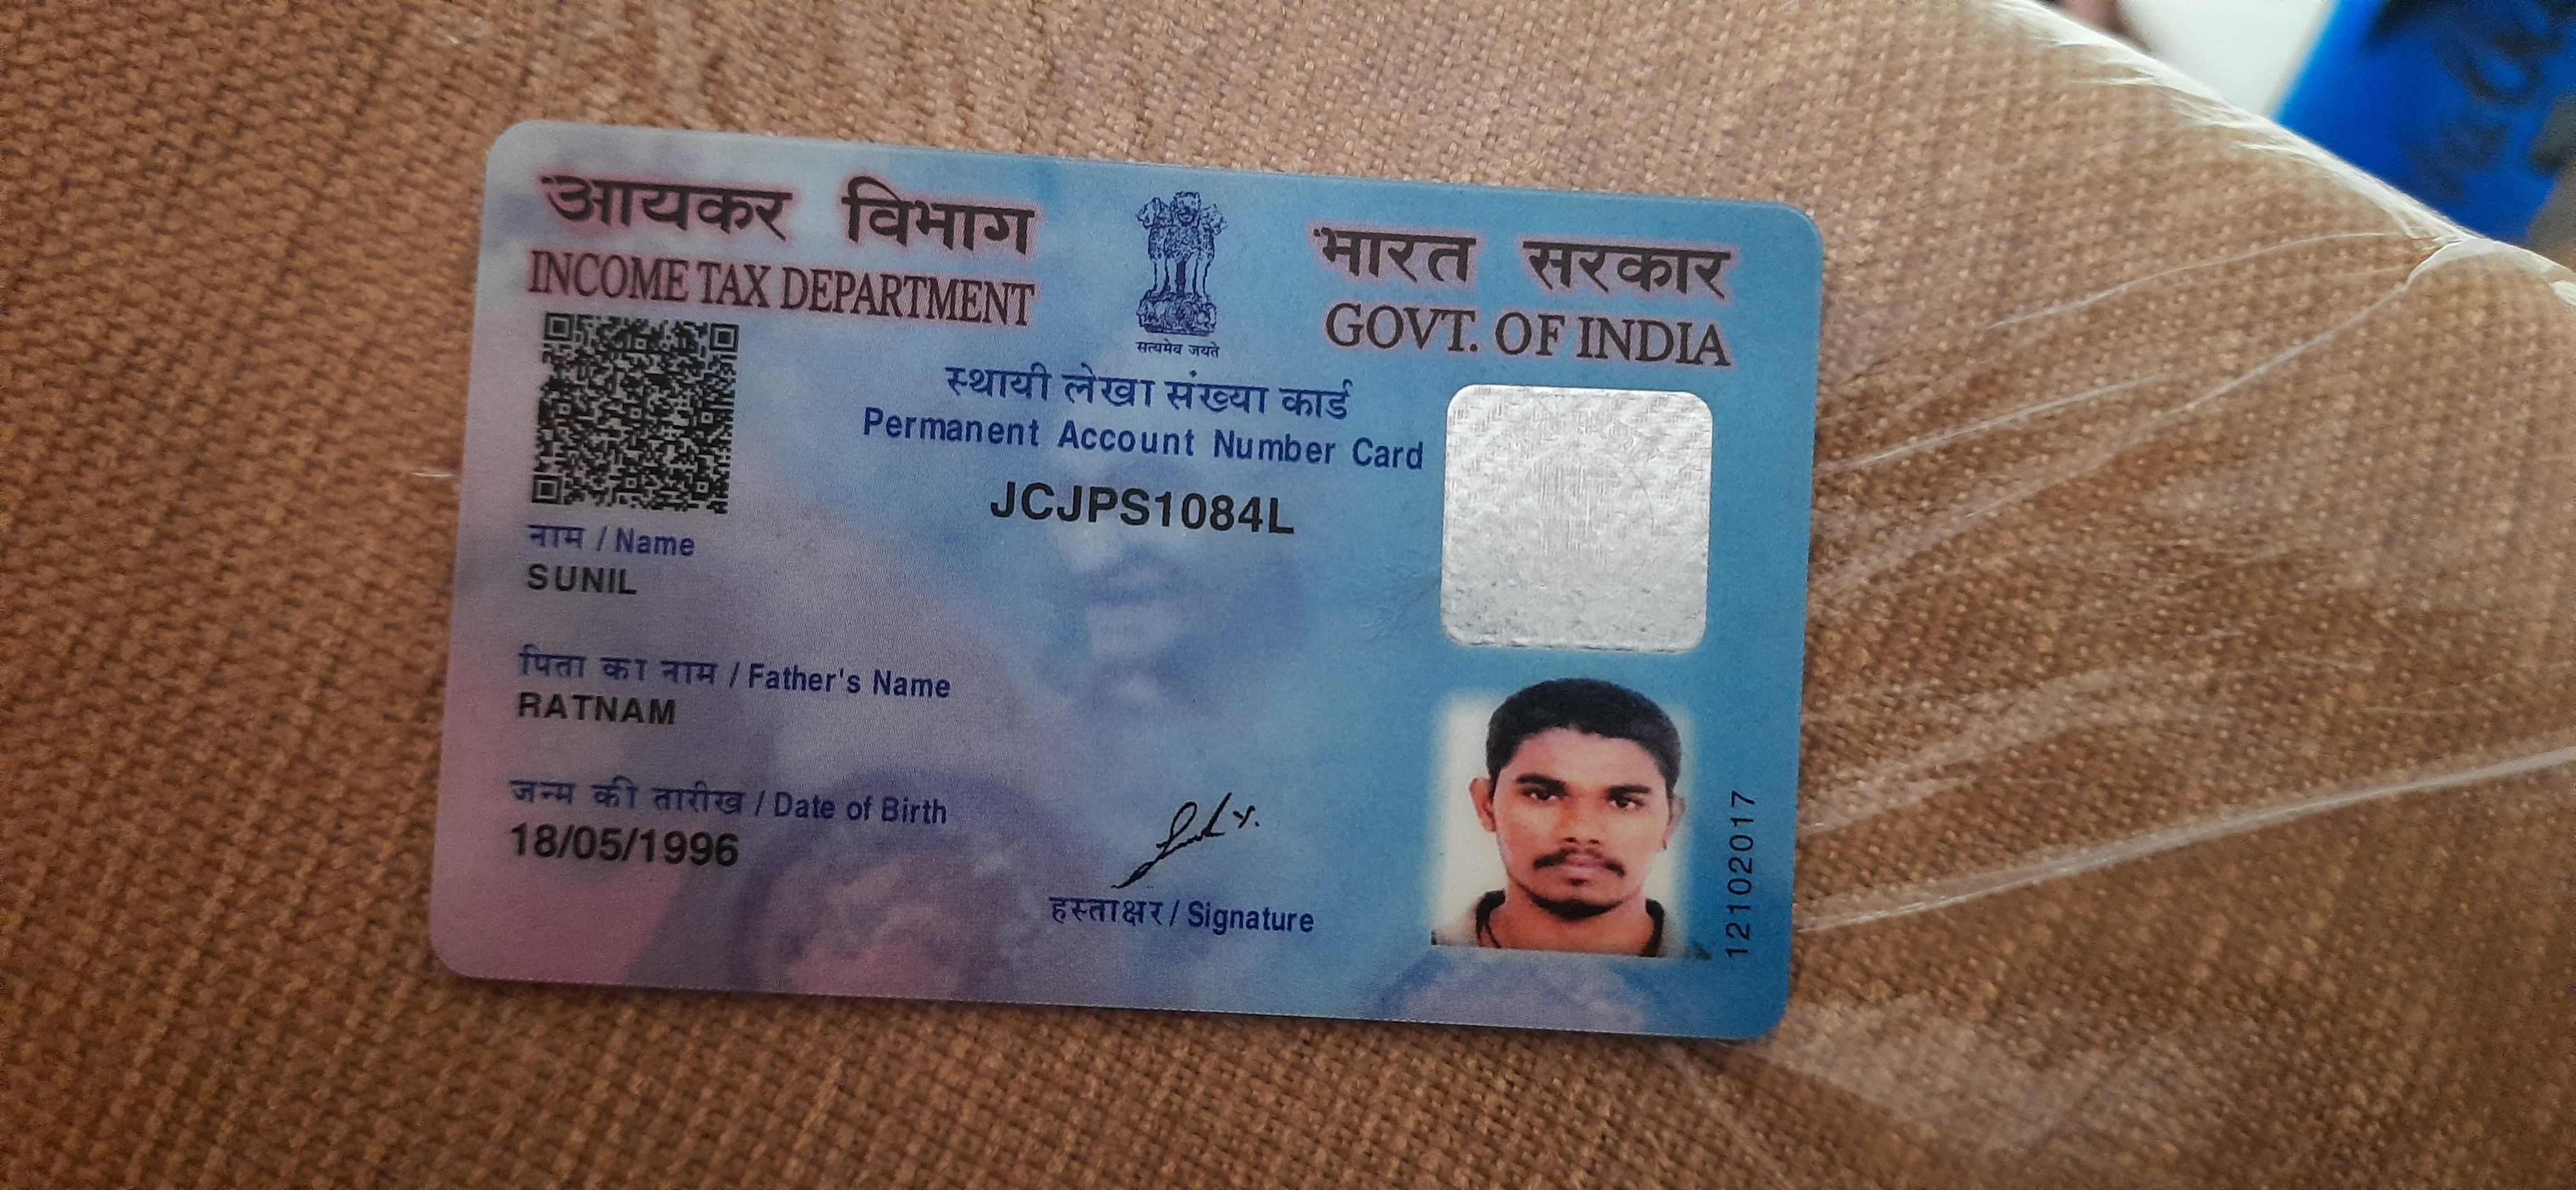 आयकर विभाग
INCOME TAX DEPARTMENT
सत्यमेव जयते
भारत सरकार
GOVT. OF INDIA
स्थायी लेखा संख्या कार्ड
Permanent Account Number Card
JCJPS1084L
नाम / Name
SUNIL
पिता का नाम / Father's Name
RATNAM
जन्म की तारीख / Date of Birth
18/05/1996
हस्ताक्षर / Signature
12102017